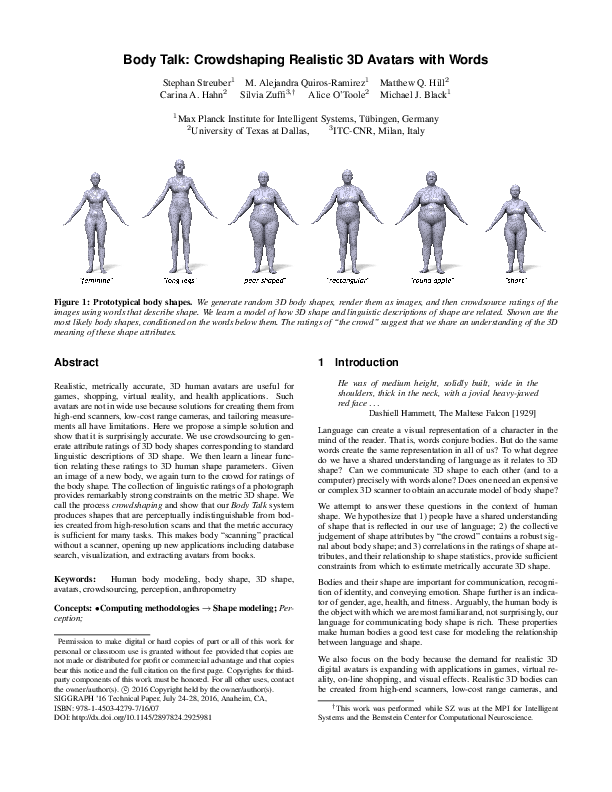 Body Talk: Crowdshaping Realistic 3D Avatars with Words
Stephan Streuber1 M. Alejandra Quiros-Ramirez1 Matthew Q. Hill2
Carina A. Hahn2 Silvia Zuffi3,† Alice O'Toole2 Michael J. Black1
1Max Planck Institute for Intelligent Systems, Tübingen, Germany
2University of Texas at Dallas, 3ITC-CNR, Milan, Italy
"feminine" "long legs" "pear shaped" "rectangular" "round apple" "short"
Figure 1: Prototypical body shapes. We generate random 3D body shapes, render them as images, and then crowdsource ratings of the
images using words that describe shape. We learn a model of how 3D shape and linguistic descriptions of shape are related. Shown are the
most likely body shapes, conditioned on the words below them. The ratings of "the crowd" suggest that we share an understanding of the 3D
meaning of these shape attributes.
Abstract
Realistic, metrically accurate, 3D human avatars are useful for
games, shopping, virtual reality, and health applications. Such
avatars are not in wide use because solutions for creating them from
high-end scanners, low-cost range cameras, and tailoring measure-
ments all have limitations. Here we propose a simple solution and
show that it is surprisingly accurate. We use crowdsourcing to gen-
erate attribute ratings of 3D body shapes corresponding to standard
linguistic descriptions of 3D shape. We then learn a linear func-
tion relating these ratings to 3D human shape parameters. Given
an image of a new body, we again turn to the crowd for ratings of
the body shape. The collection of linguistic ratings of a photograph
provides remarkably strong constraints on the metric 3D shape. We
call the process crowdshaping and show that our Body Talk system
produces shapes that are perceptually indistinguishable from bod-
ies created from high-resolution scans and that the metric accuracy
is sufficient for many tasks. This makes body "scanning" practical
without a scanner, opening up new applications including database
search, visualization, and extracting avatars from books.
Keywords: Human body modeling, body shape, 3D shape,
avatars, crowdsourcing, perception, anthropometry
Concepts: •Computing methodologies → Shape modeling; Per-
ception;
Permission to make digital or hard copies of part or all of this work for
personal or classroom use is granted without fee provided that copies are
not made or distributed for profit or commercial advantage and that copies
bear this notice and the full citation on the first page. Copyrights for third-
party components of this work must be honored. For all other uses, contact
the owner/author(s). © 2016 Copyright held by the owner/author(s).
SIGGRAPH '16 Technical Paper, July 24-28, 2016, Anaheim, CA,
ISBN: 978-1-4503-4279-7/16/07
DOI: http://dx.doi.org/10.1145/2897824.2925981
1 Introduction
He was of medium height, solidly built, wide in the
shoulders, thick in the neck, with a jovial heavy-jawed
red face . . .
Dashiell Hammett, The Maltese Falcon [1929]
Language can create a visual representation of a character in the
mind of the reader. That is, words conjure bodies. But do the same
words create the same representation in all of us? To what degree
do we have a shared understanding of language as it relates to 3D
shape? Can we communicate 3D shape to each other (and to a
computer) precisely with words alone? Does one need an expensive
or complex 3D scanner to obtain an accurate model of body shape?
We attempt to answer these questions in the context of human
shape. We hypothesize that 1) people have a shared understanding
of shape that is reflected in our use of language; 2) the collective
judgement of shape attributes by "the crowd" contains a robust sig-
nal about body shape; and 3) correlations in the ratings of shape at-
tributes, and their relationship to shape statistics, provide sufficient
constraints from which to estimate metrically accurate 3D shape.
Bodies and their shape are important for communication, recogni-
tion of identity, and conveying emotion. Shape further is an indica-
tor of gender, age, health, and fitness. Arguably, the human body is
the object with which we are most familiar and, not surprisingly, our
language for communicating body shape is rich. These properties
make human bodies a good test case for modeling the relationship
between language and shape.
We also focus on the body because the demand for realistic 3D
digital avatars is expanding with applications in games, virtual re-
ality, on-line shopping, and visual effects. Realistic 3D bodies can
be created from high-end scanners, low-cost range cameras, and
†This work was performed while SZ was at the MPI for Intelligent
Systems and the Bernstein Center for Computational Neuroscience.